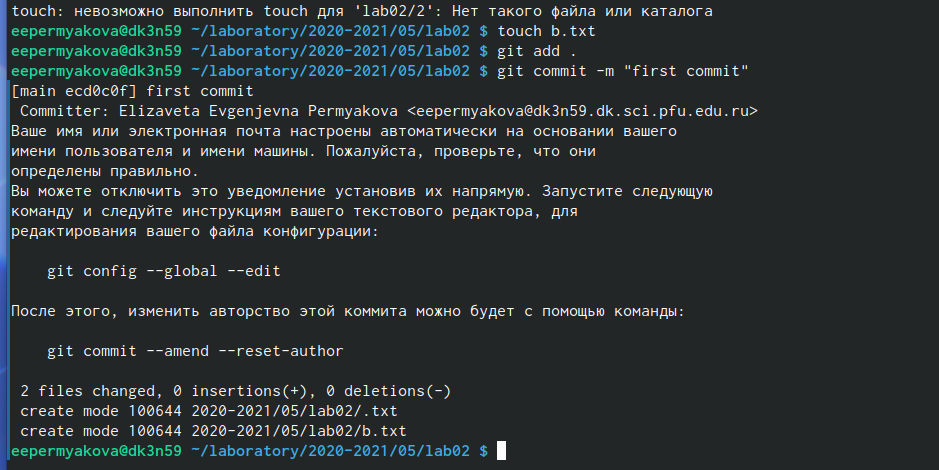 touch: невозможно выполнить touch для 'lab02/2': Нет такого файла или каталога
eepermyakova@dk3n59 ~/laboratory/2020-2021/05/lab02 $ touch b.txt
eepermyakova@dk3n59 ~/laboratory/2020-2021/05/lab02 $ git add .
eepermyakova@dk3n59 ~/laboratory/2020-2021/05/lab02 $ git commit -m "first commit"
[main ecd0c0f] first commit
 Committer: Elizaveta Evgenjevna Permyakova <eepermyakova@dk3n59.dk.sci.pfu.edu.ru>
Ваше имя или электронная почта настроены автоматически на основании вашего
имени пользователя и имени машины. Пожалуйста, проверьте, что они
определены правильно.
Вы можете отключить это уведомление установив их напрямую. Запустите следующую
команду и следуйте инструкциям вашего текстового редактора, для
редактирования вашего файла конфигурации:

    git config --global --edit

После этого, изменить авторство этой коммита можно будет с помощью команды:

    git commit --amend --reset-author

 2 files changed, 0 insertions(+), 0 deletions(-)
 create mode 100644 2020-2021/05/lab02/.txt
 create mode 100644 2020-2021/05/lab02/b.txt
eepermyakova@dk3n59 ~/laboratory/2020-2021/05/lab02 $